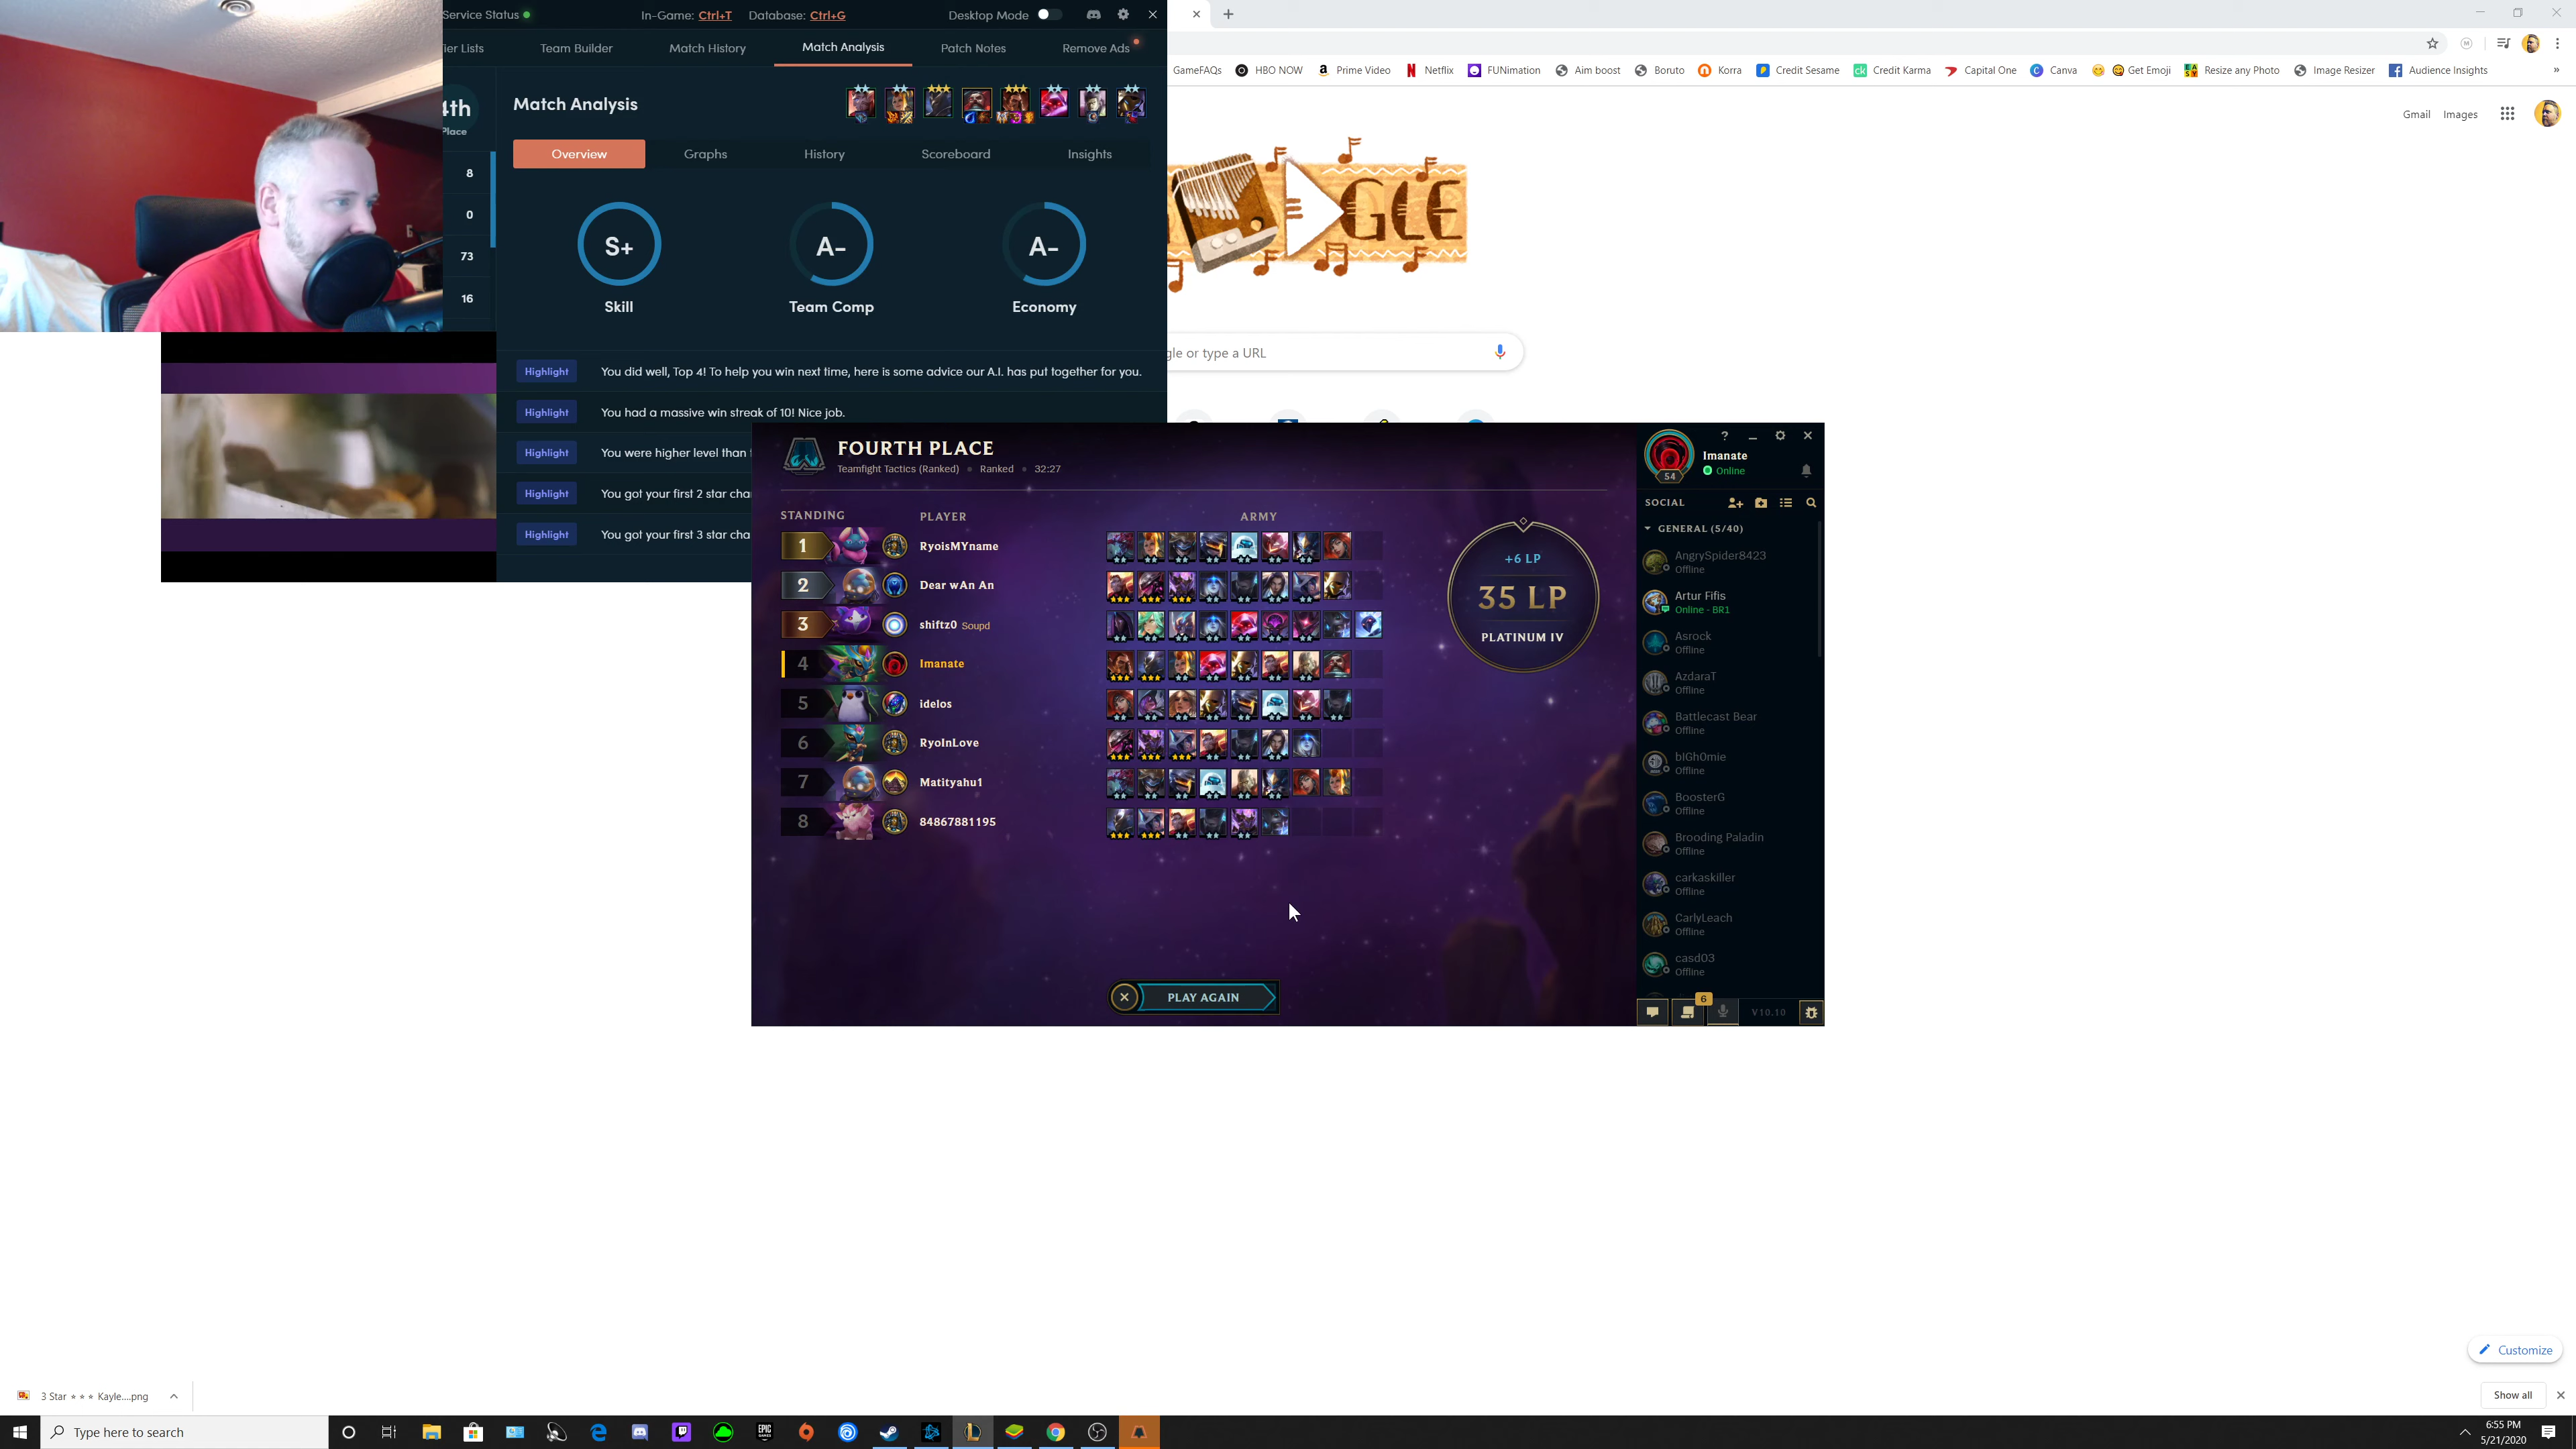 Service Status
In-Game: Ctrl+T Database: Ctrl+G
Desktop Mode
Team Builder
Match History
Match Analysis
Patch Notes
Remove Ads
4th
Place
8
0
73
16
Match Analysis
Overview
Graphs
History
Scoreboard
Insights
S+
Skill
A-
Team Comp
A-
Economy
Highlight You did well, Top 4! To help you win next time, here is some advice our A.I. has put together for you.
Highlight You had a massive win streak of 10! Nice job.
Highlight You were higher level than
Highlight You got your first 2 star cha
Highlight You got your first 3 star cha
GameFAQs HBO NOW Prime Video Netflix FUNimation Aim boost Boruto Korra Credit Sesame Credit Karma Capital One Canva Get Emoji Resize any Photo Image Resizer Audience Insights
Gmail Images
GLE
gle or type a URL
FOURTH PLACE
Teamfight Tactics (Ranked) • Ranked • 32:27
STANDING PLAYER ARMY
1 RyoisMYname
2 Dear wAn An
3 shiftz0 Soupd
4 Imanate
5 idelos
6 RyoInLove
7 Matityahu1
8 84867881195
+6 LP
35 LP
PLATINUM IV
PLAY AGAIN
54
Imanate
Online
SOCIAL
GENERAL (5/40)
AngrySpider8423
Offline
Artur Fifis
Online - BR1
Asrock
Offline
AzdaraT
Offline
Battlecast Bear
Offline
bIGh0mie
Offline
BoosterG
Offline
Brooding Paladin
Offline
carkaskiller
Offline
CarlyLeach
Offline
casd03
Offline
6
V10.10
Customize
3 Star ⋆ ⋆ ⋆ Kayle....png
Show all
Type here to search
6:55 PM
5/21/2020